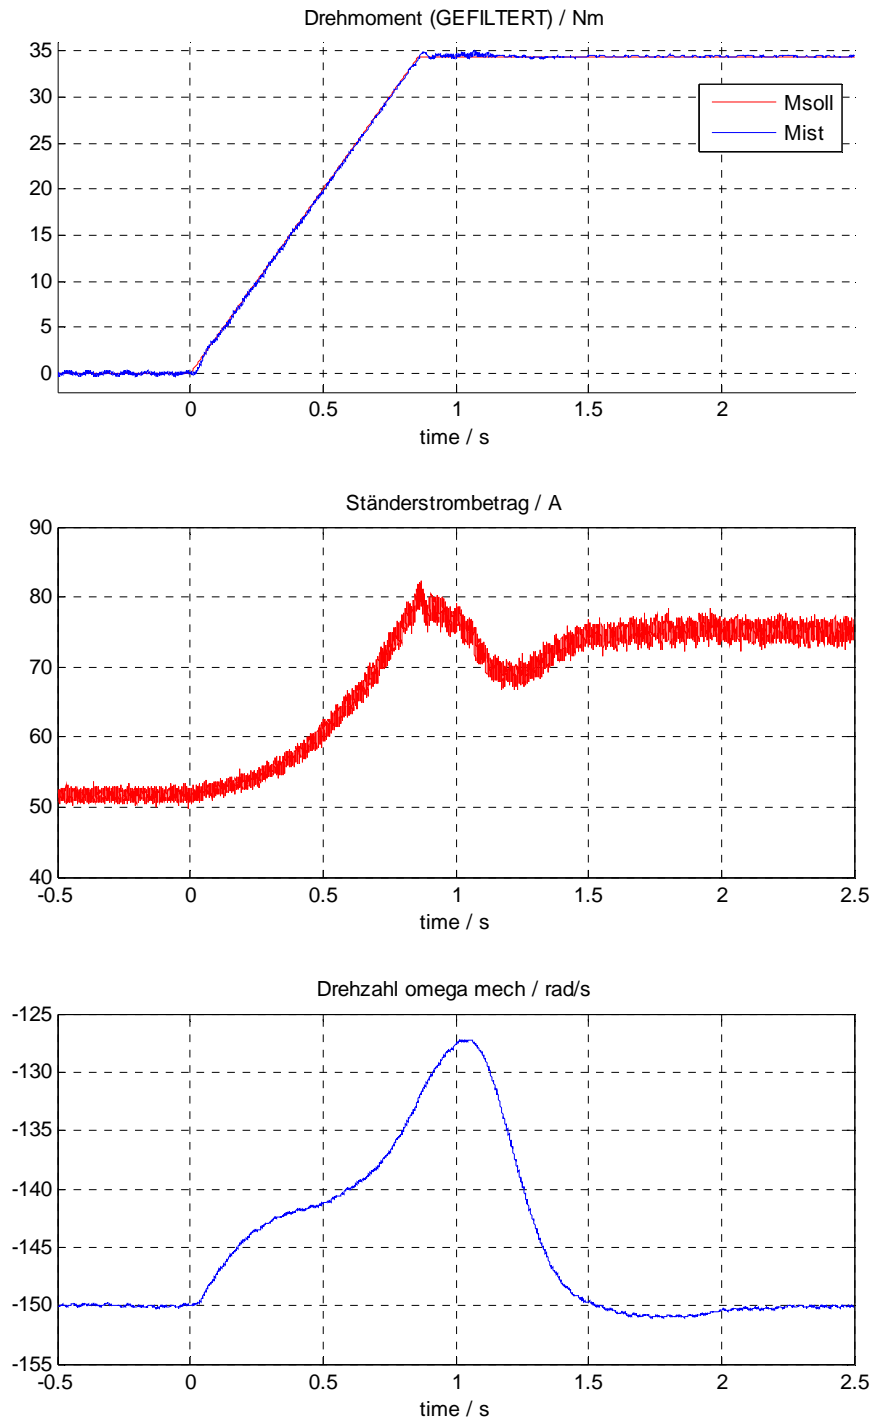 Drehmoment (GEFILTERT) / Nm
35
30
25
20
15
10
5
0
Msoll
Mist
0 0.5 1 1.5 2 2.5
time / s
Ständerstrombetrag / A
90
80
70
60
50
40
-0.5 0 0.5 1 1.5 2 2.5
time / s
Drehzahl omega mech / rad/s
-125
-130
-135
-140
-145
-150
-155
-0.5 0 0.5 1 1.5 2 2.5
time / s